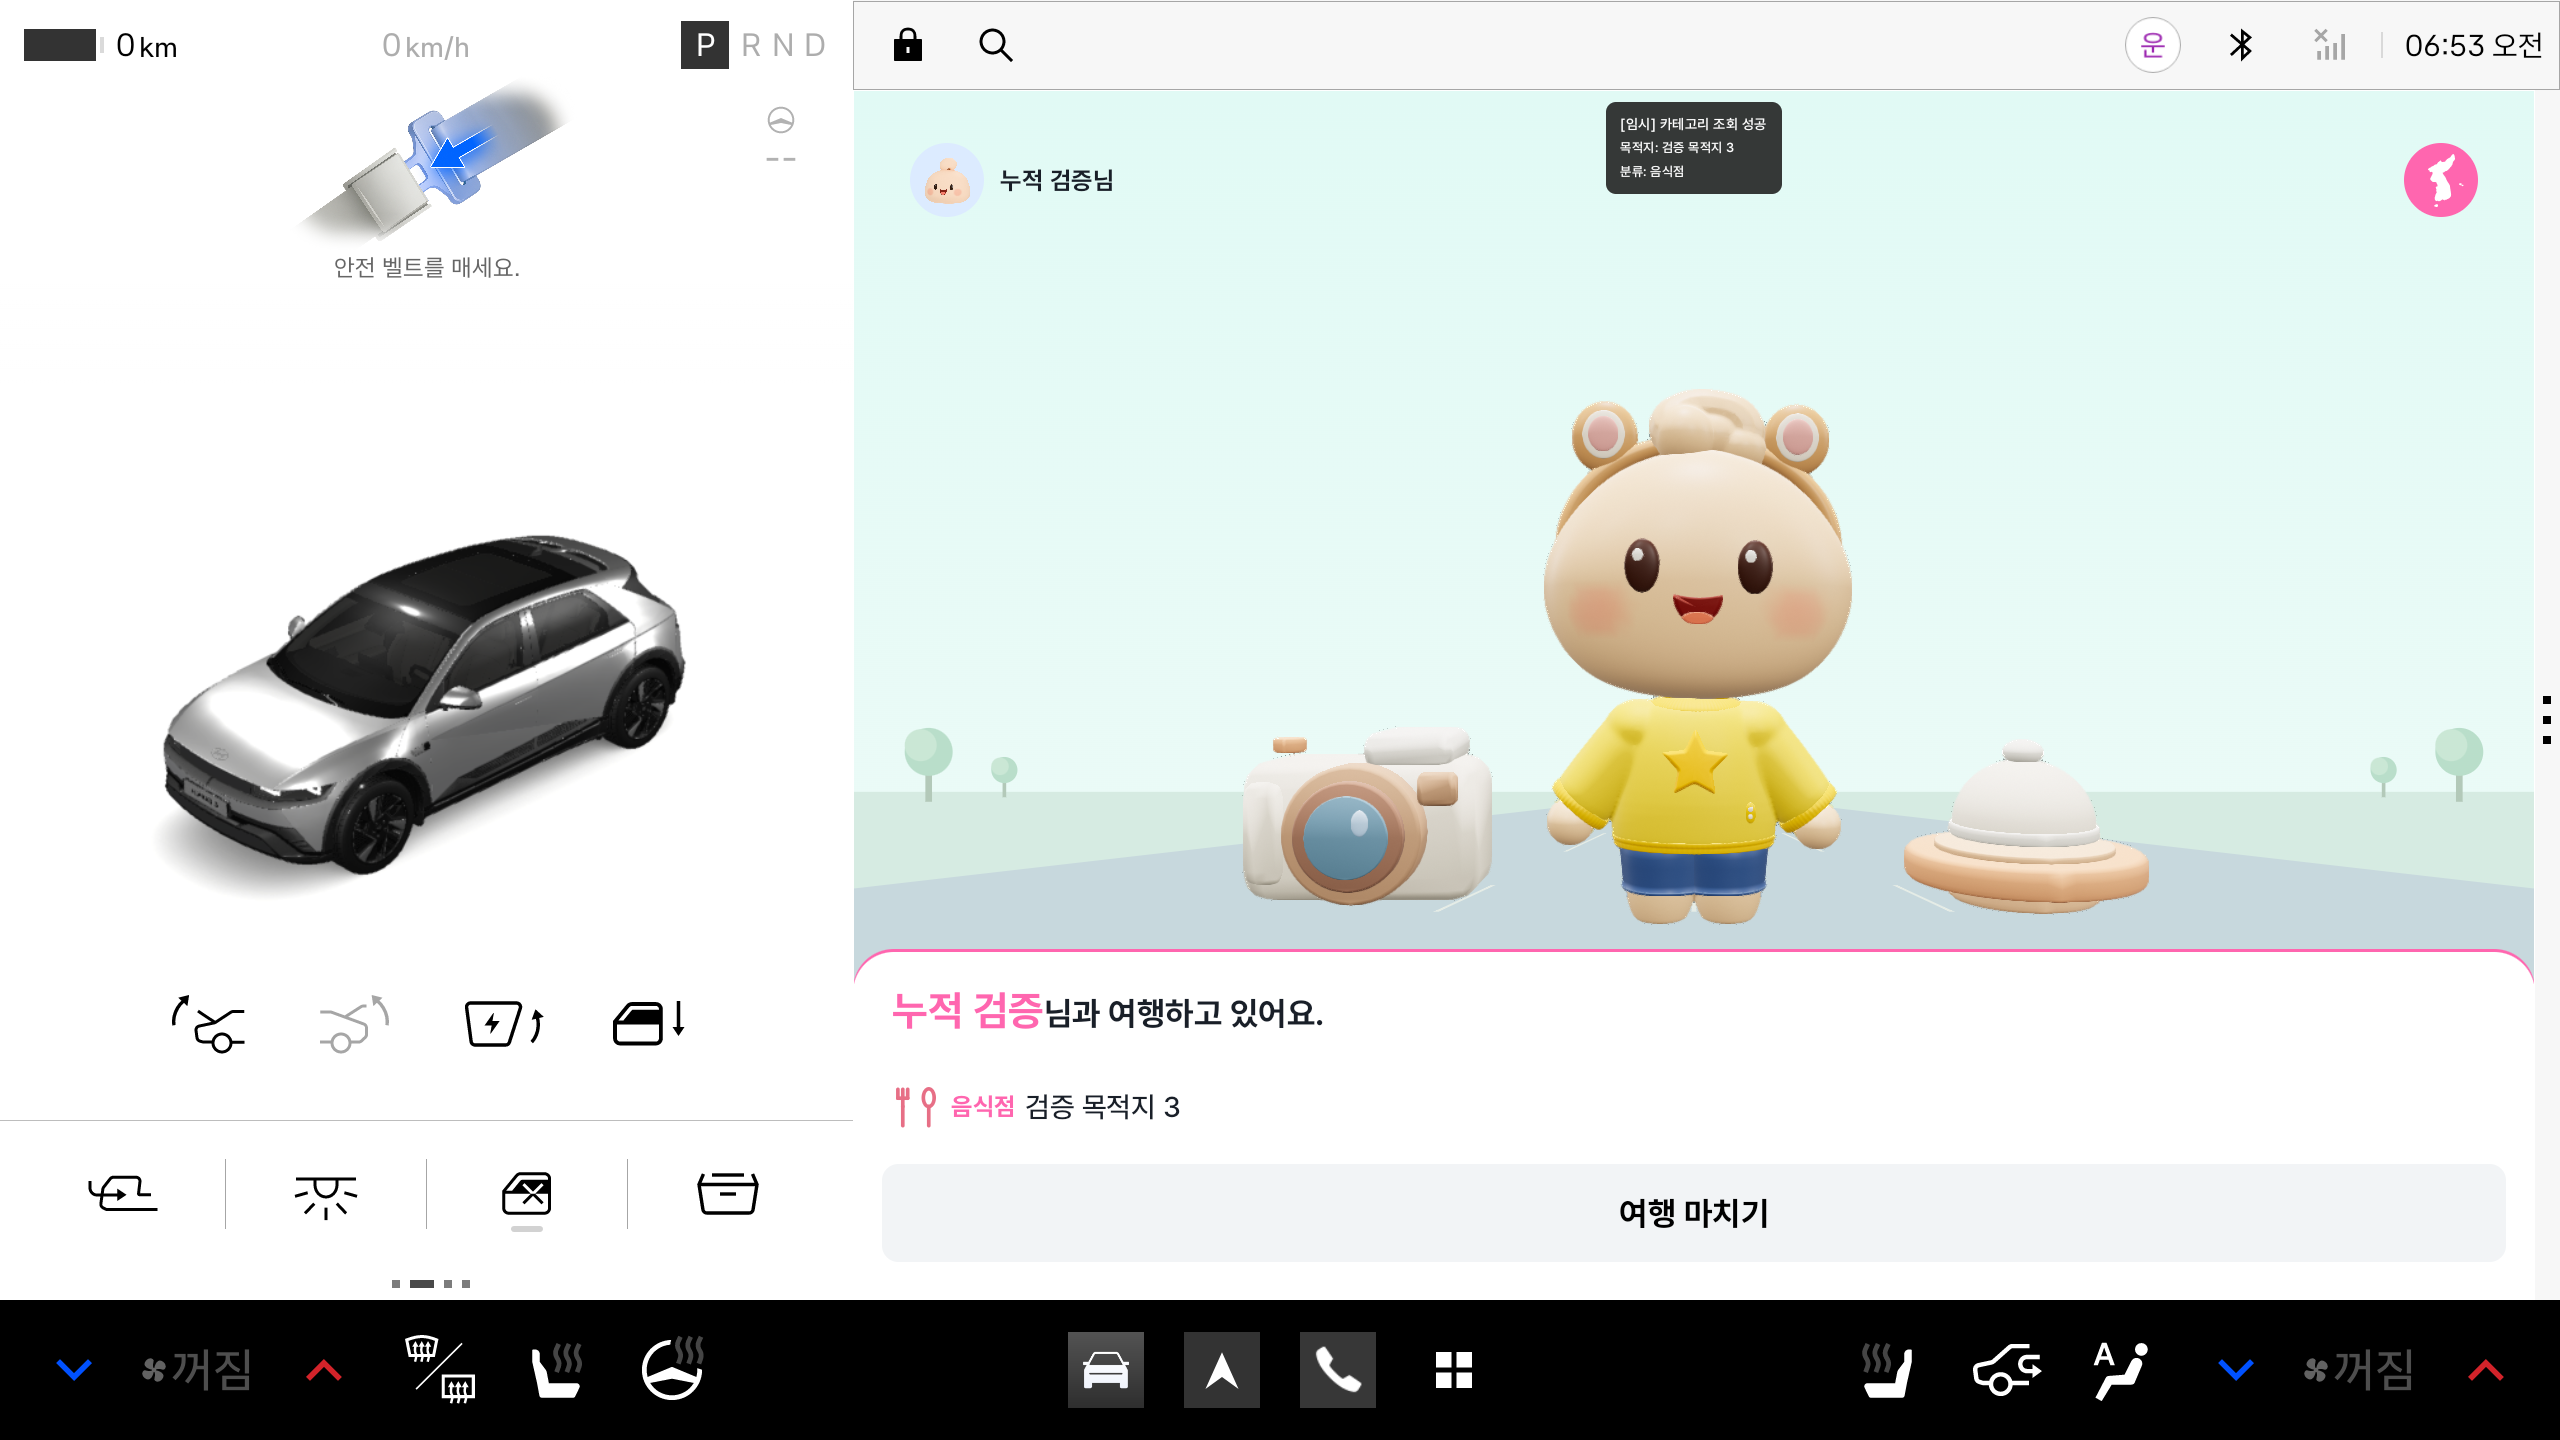 0 km
0 km/h
P R N D
안전 벨트를 매세요.
운
06:53 오전
누적 검증님
[임시] 카테고리 조회 성공
목적지: 검증 목적지 3
분류: 음식점
누적 검증님과 여행하고 있어요.
음식점 검증 목적지 3
여행 마치기
꺼짐
A
꺼짐